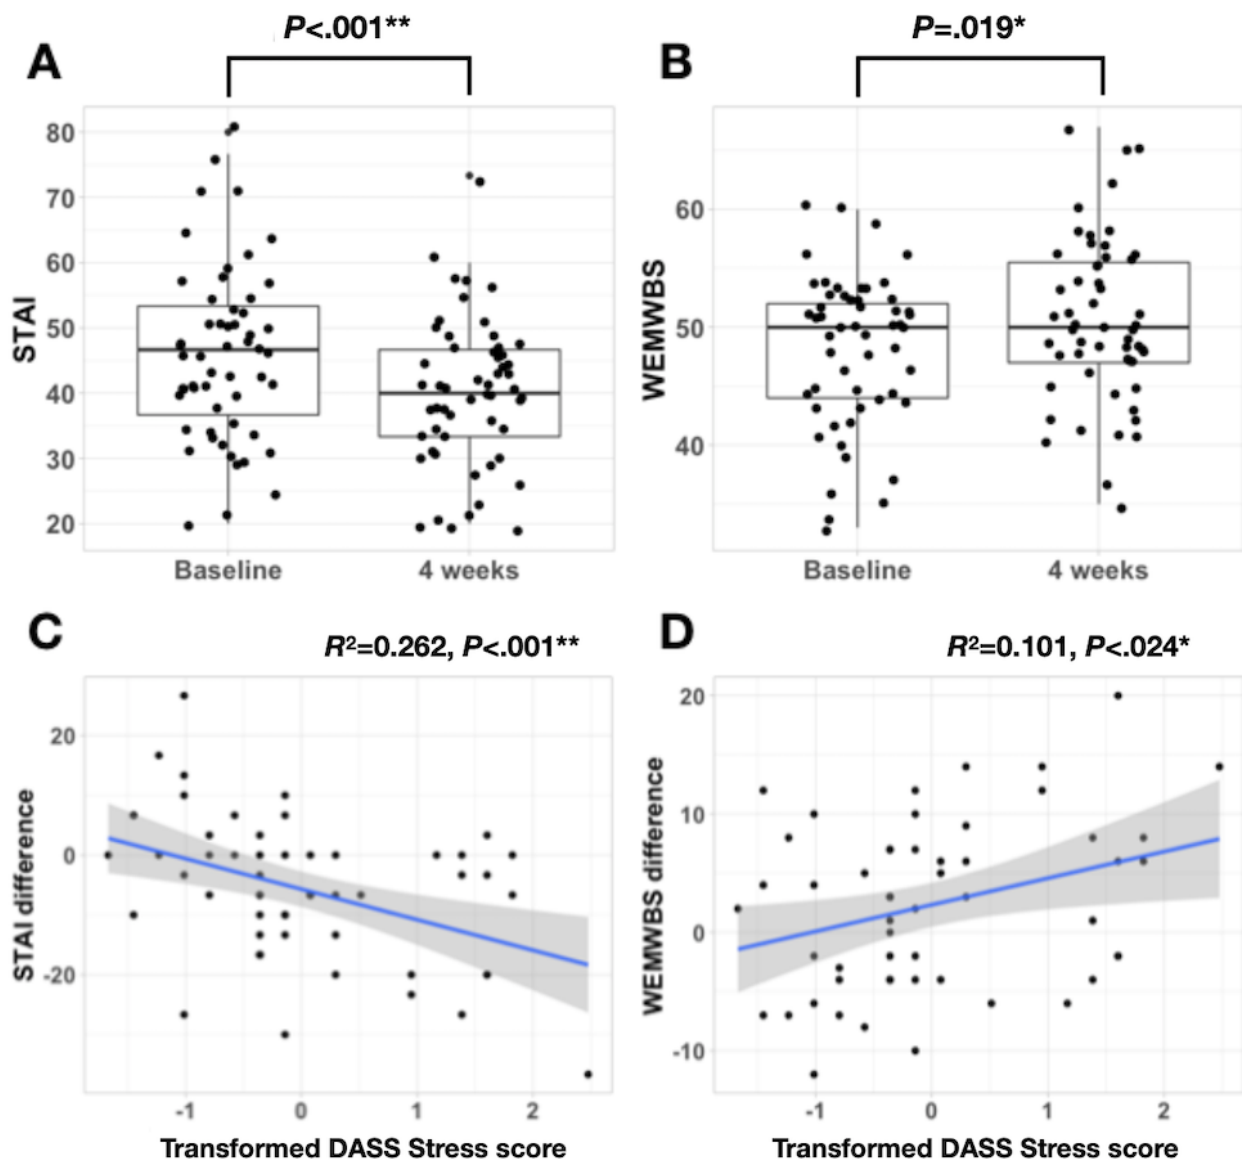 P<.001**
P=.019*
A
B
STAI
80
70
60
50
40
30
20
Baseline
4 weeks
WEMWBS
60
50
40
Baseline
4 weeks
C
R²=0.262, P<.001**
D
R²=0.101, P<.024*
STAI difference
20
0
-20
-1
0
1
2
Transformed DASS Stress score
WEMWBS difference
20
10
0
-10
-1
0
1
2
Transformed DASS Stress score